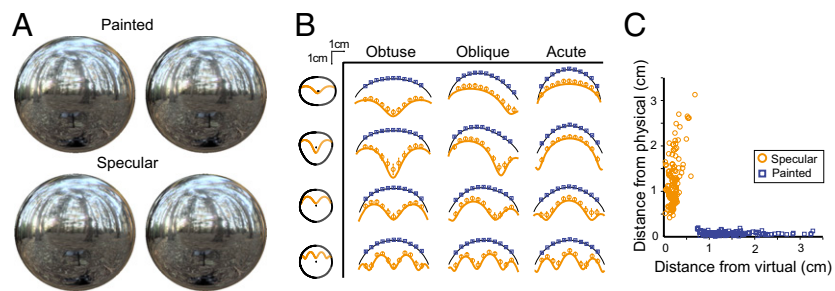 A
Painted
Specular
B
1cm
1cm
Obtuse
Oblique
Acute
C
Distance from physical (cm)
3
2
1
0
Specular
Painted
0
1
2
3
Distance from virtual (cm)